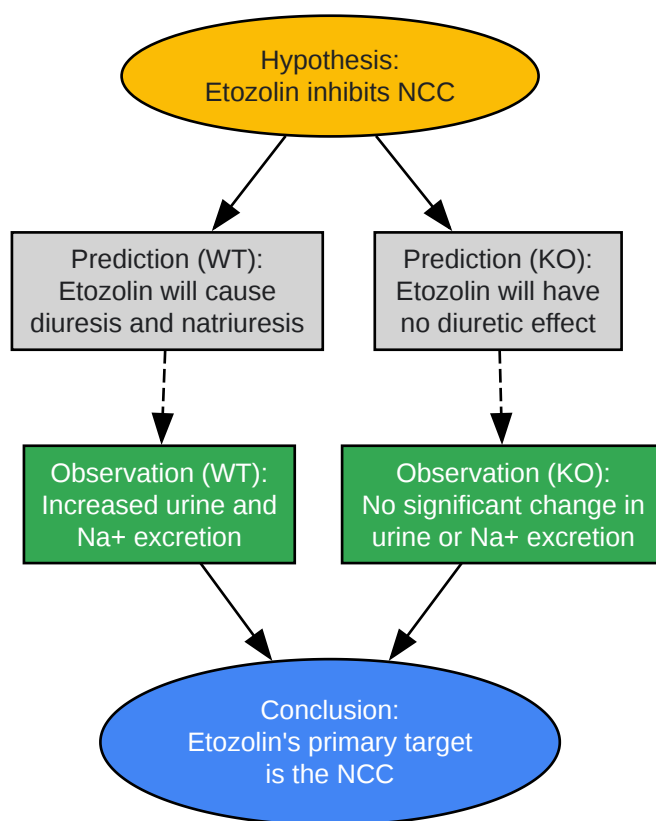 Hypothesis:
Etozolin inhibits NCC
Prediction (WT):
Etozolin will cause
diuresis and natriuresis
Prediction (KO):
Etozolin will have
no diuretic effect
Observation (WT):
Increased urine and
Na+ excretion
Observation (KO):
No significant change in
urine or Na+ excretion
Conclusion:
Etozolin's primary target
is the NCC